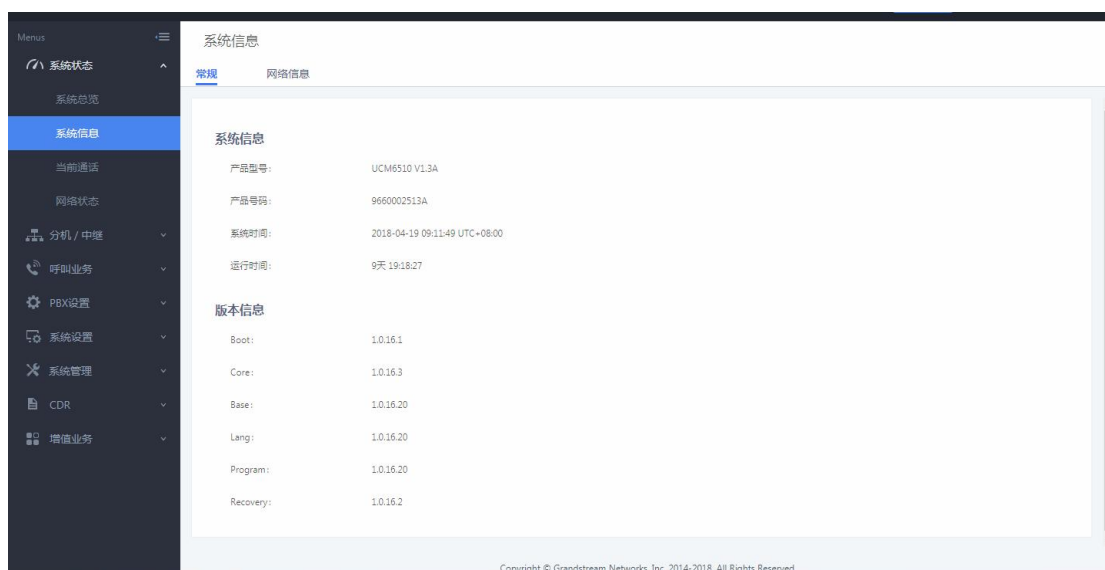 Menus
系统状态
系统总览
系统信息
当前通话
网络状态
分机 / 中继
呼叫业务
PBX设置
系统设置
系统管理
CDR
增值业务
系统信息
常规 网络信息
系统信息
产品型号: UCM6510 V1.3A
产品号码: 9660002513A
系统时间: 2018-04-19 09:11:49 UTC+08:00
运行时间: 9天 19:18:27
版本信息
Boot: 1.0.16.1
Core: 1.0.16.3
Base: 1.0.16.20
Lang: 1.0.16.20
Program: 1.0.16.20
Recovery: 1.0.16.2
Copyright © Grandstream Networks, Inc. 2014-2018. All Rights Reserved.